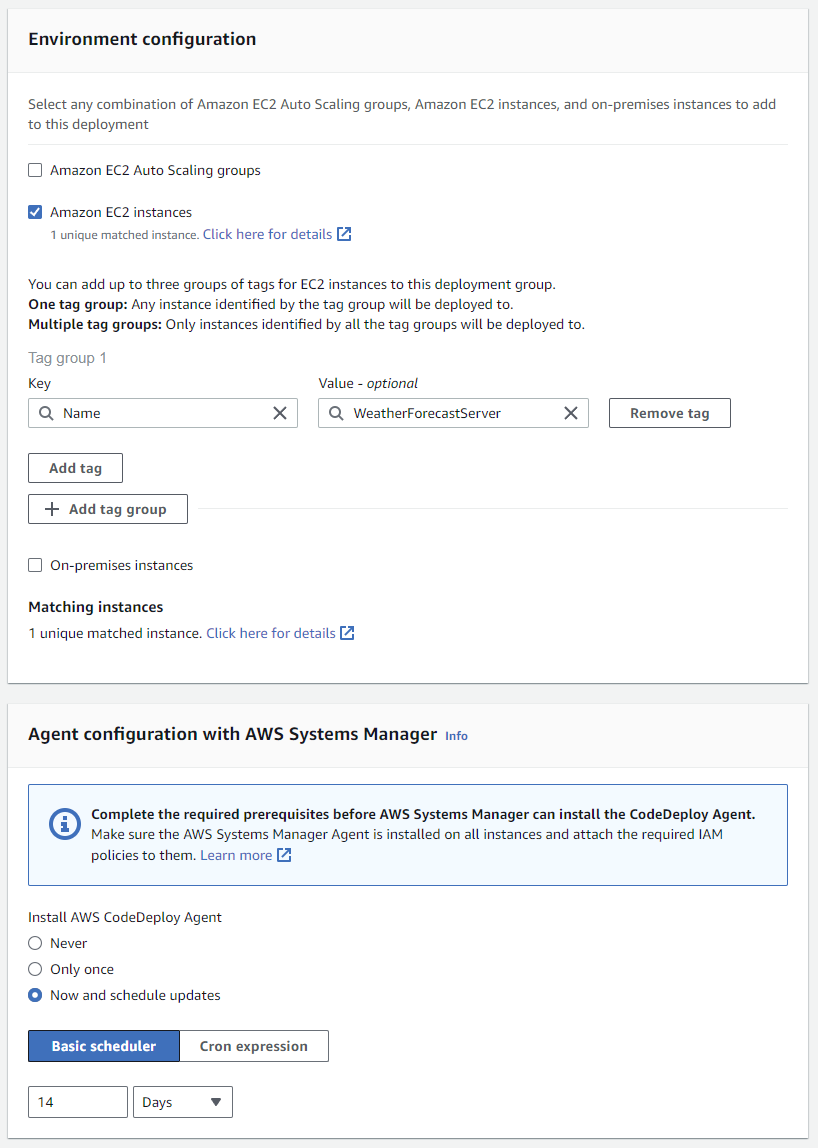 Environment configuration
Select any combination of Amazon EC2 Auto Scaling groups, Amazon EC2 instances, and on-premises instances to add
to this deployment
Amazon EC2 Auto Scaling groups
Amazon EC2 instances
1 unique matched instance. Click here for details
You can add up to three groups of tags for EC2 instances to this deployment group.
One tag group: Any instance identified by the tag group will be deployed to.
Multiple tag groups: Only instances identified by all the tag groups will be deployed to.
Tag group 1
Key Value - optional
Name WeatherForecastServer Remove tag
Add tag
Add tag group
On-premises instances
Matching instances
1 unique matched instance. Click here for details
Agent configuration with AWS Systems Manager Info
Complete the required prerequisites before AWS Systems Manager can install the CodeDeploy Agent.
Make sure the AWS Systems Manager Agent is installed on all instances and attach the required IAM
policies to them. Learn more
Install AWS CodeDeploy Agent
Never
Only once
Now and schedule updates
Basic scheduler Cron expression
14 Days